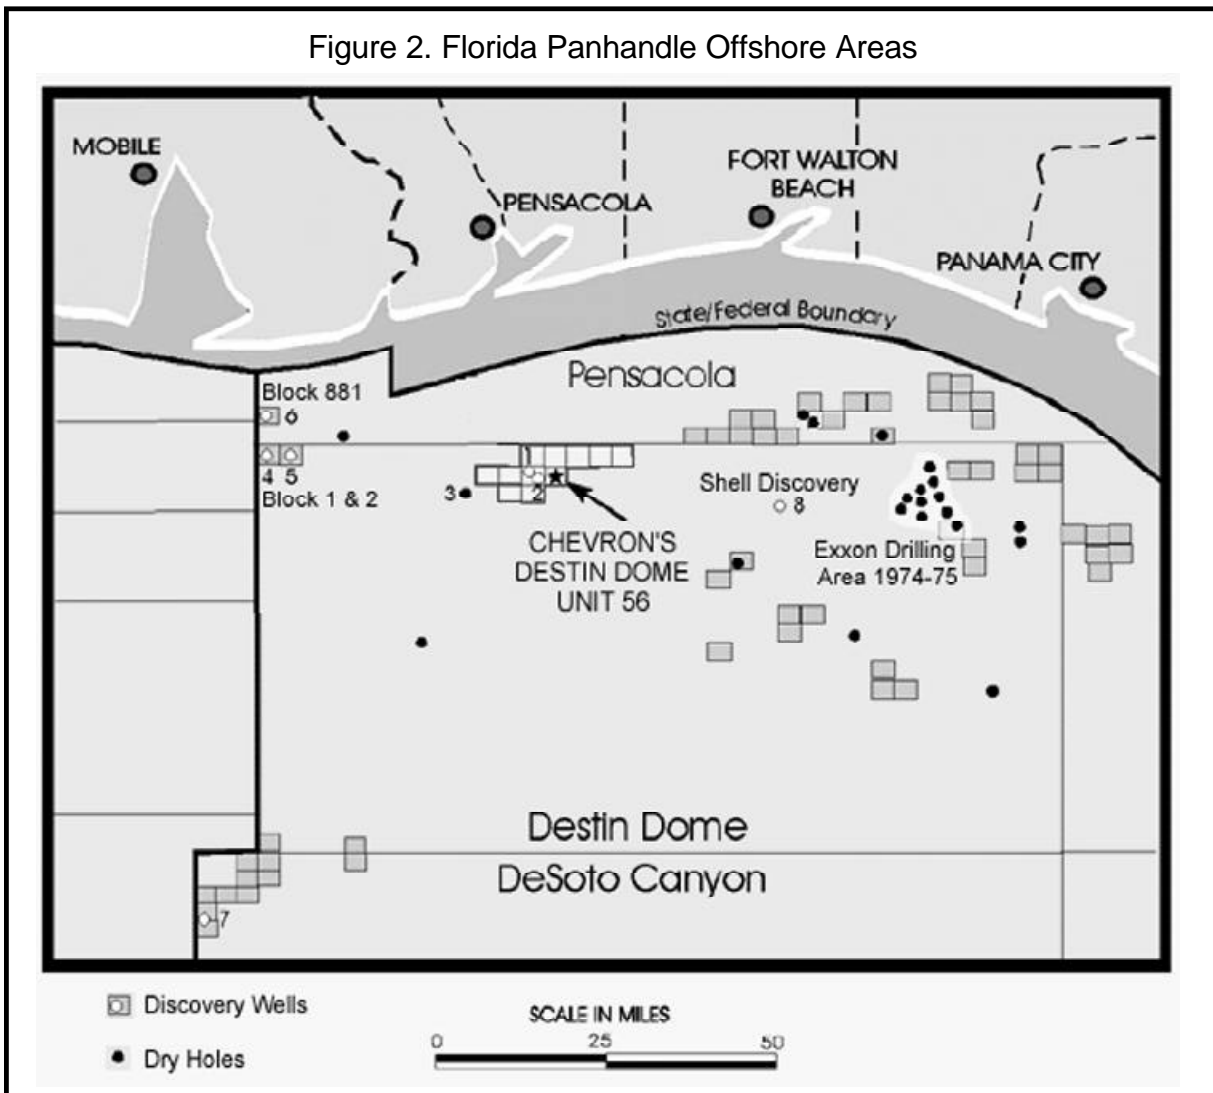 Figure 2. Florida Panhandle Offshore Areas
MOBILE
PENSACOLA
FORT WALTON
BEACH
PANAMA CITY
State/Federal Boundary
Pensacola
Block 881
6
4 5
Block 1 & 2
1
2
3
CHEVRON'S
DESTIN DOME
UNIT 56
Shell Discovery
8
Exxon Drilling
Area 1974-75
Destin Dome
DeSoto Canyon
7
Discovery Wells
Dry Holes
SCALE IN MILES
0 25 50